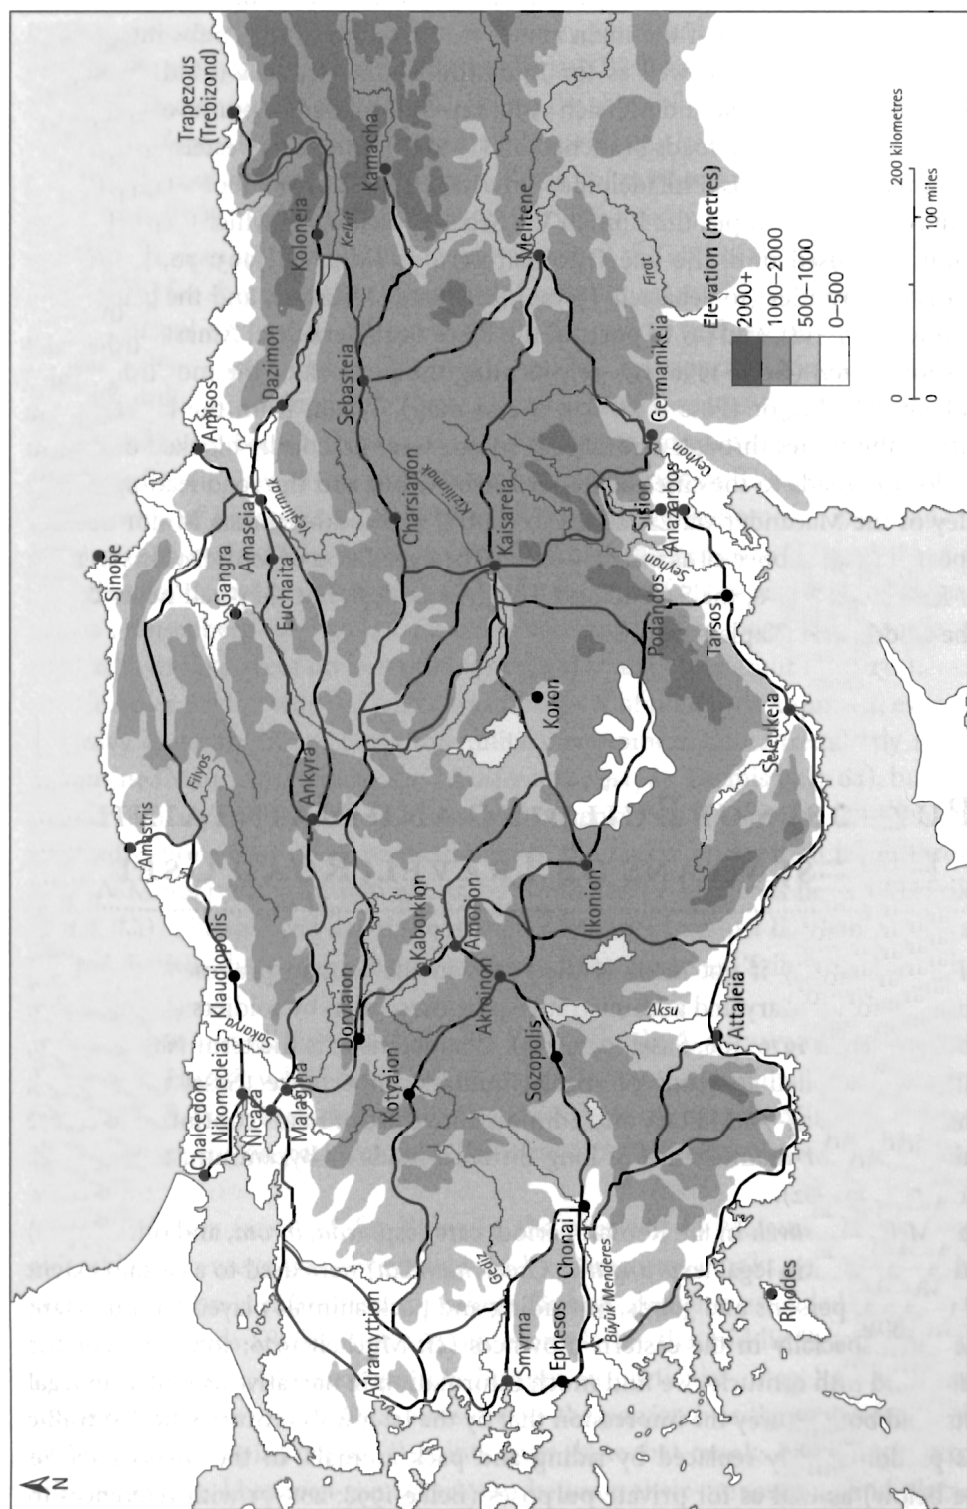 N
Sinope
Amastris
Amisos
Trapezous
(Trebizond)
Chalcedon
Nikomedeia
Klaudiopolis
Filyos
Gangra
Amaseia
Dazimon
Koloneia
Nicaea
Sakarya
Euchaita
Yeşilırmak
Kelkit
Malagina
Ankyra
Sebasteia
Kamacha
Dorylaion
Charsianon
Adramyttion
Kotyaion
Kaborkion
Kızılırmak
Amorion
Gediz
Akroinon
Kaisareia
Melitene
Smyrna
Sozopolis
Koron
Ephesos
Chonai
Ikonion
Büyük Menderes
Podandos
Sision
Germanikeia
Firat
Aksu
Seyhan
Anazarbos
Ceyhan
Attaleia
Tarsos
Rhodes
Seleukeia
Elevation (metres)
2000+
1000–2000
500–1000
0–500
0
200 kilometres
0
100 miles